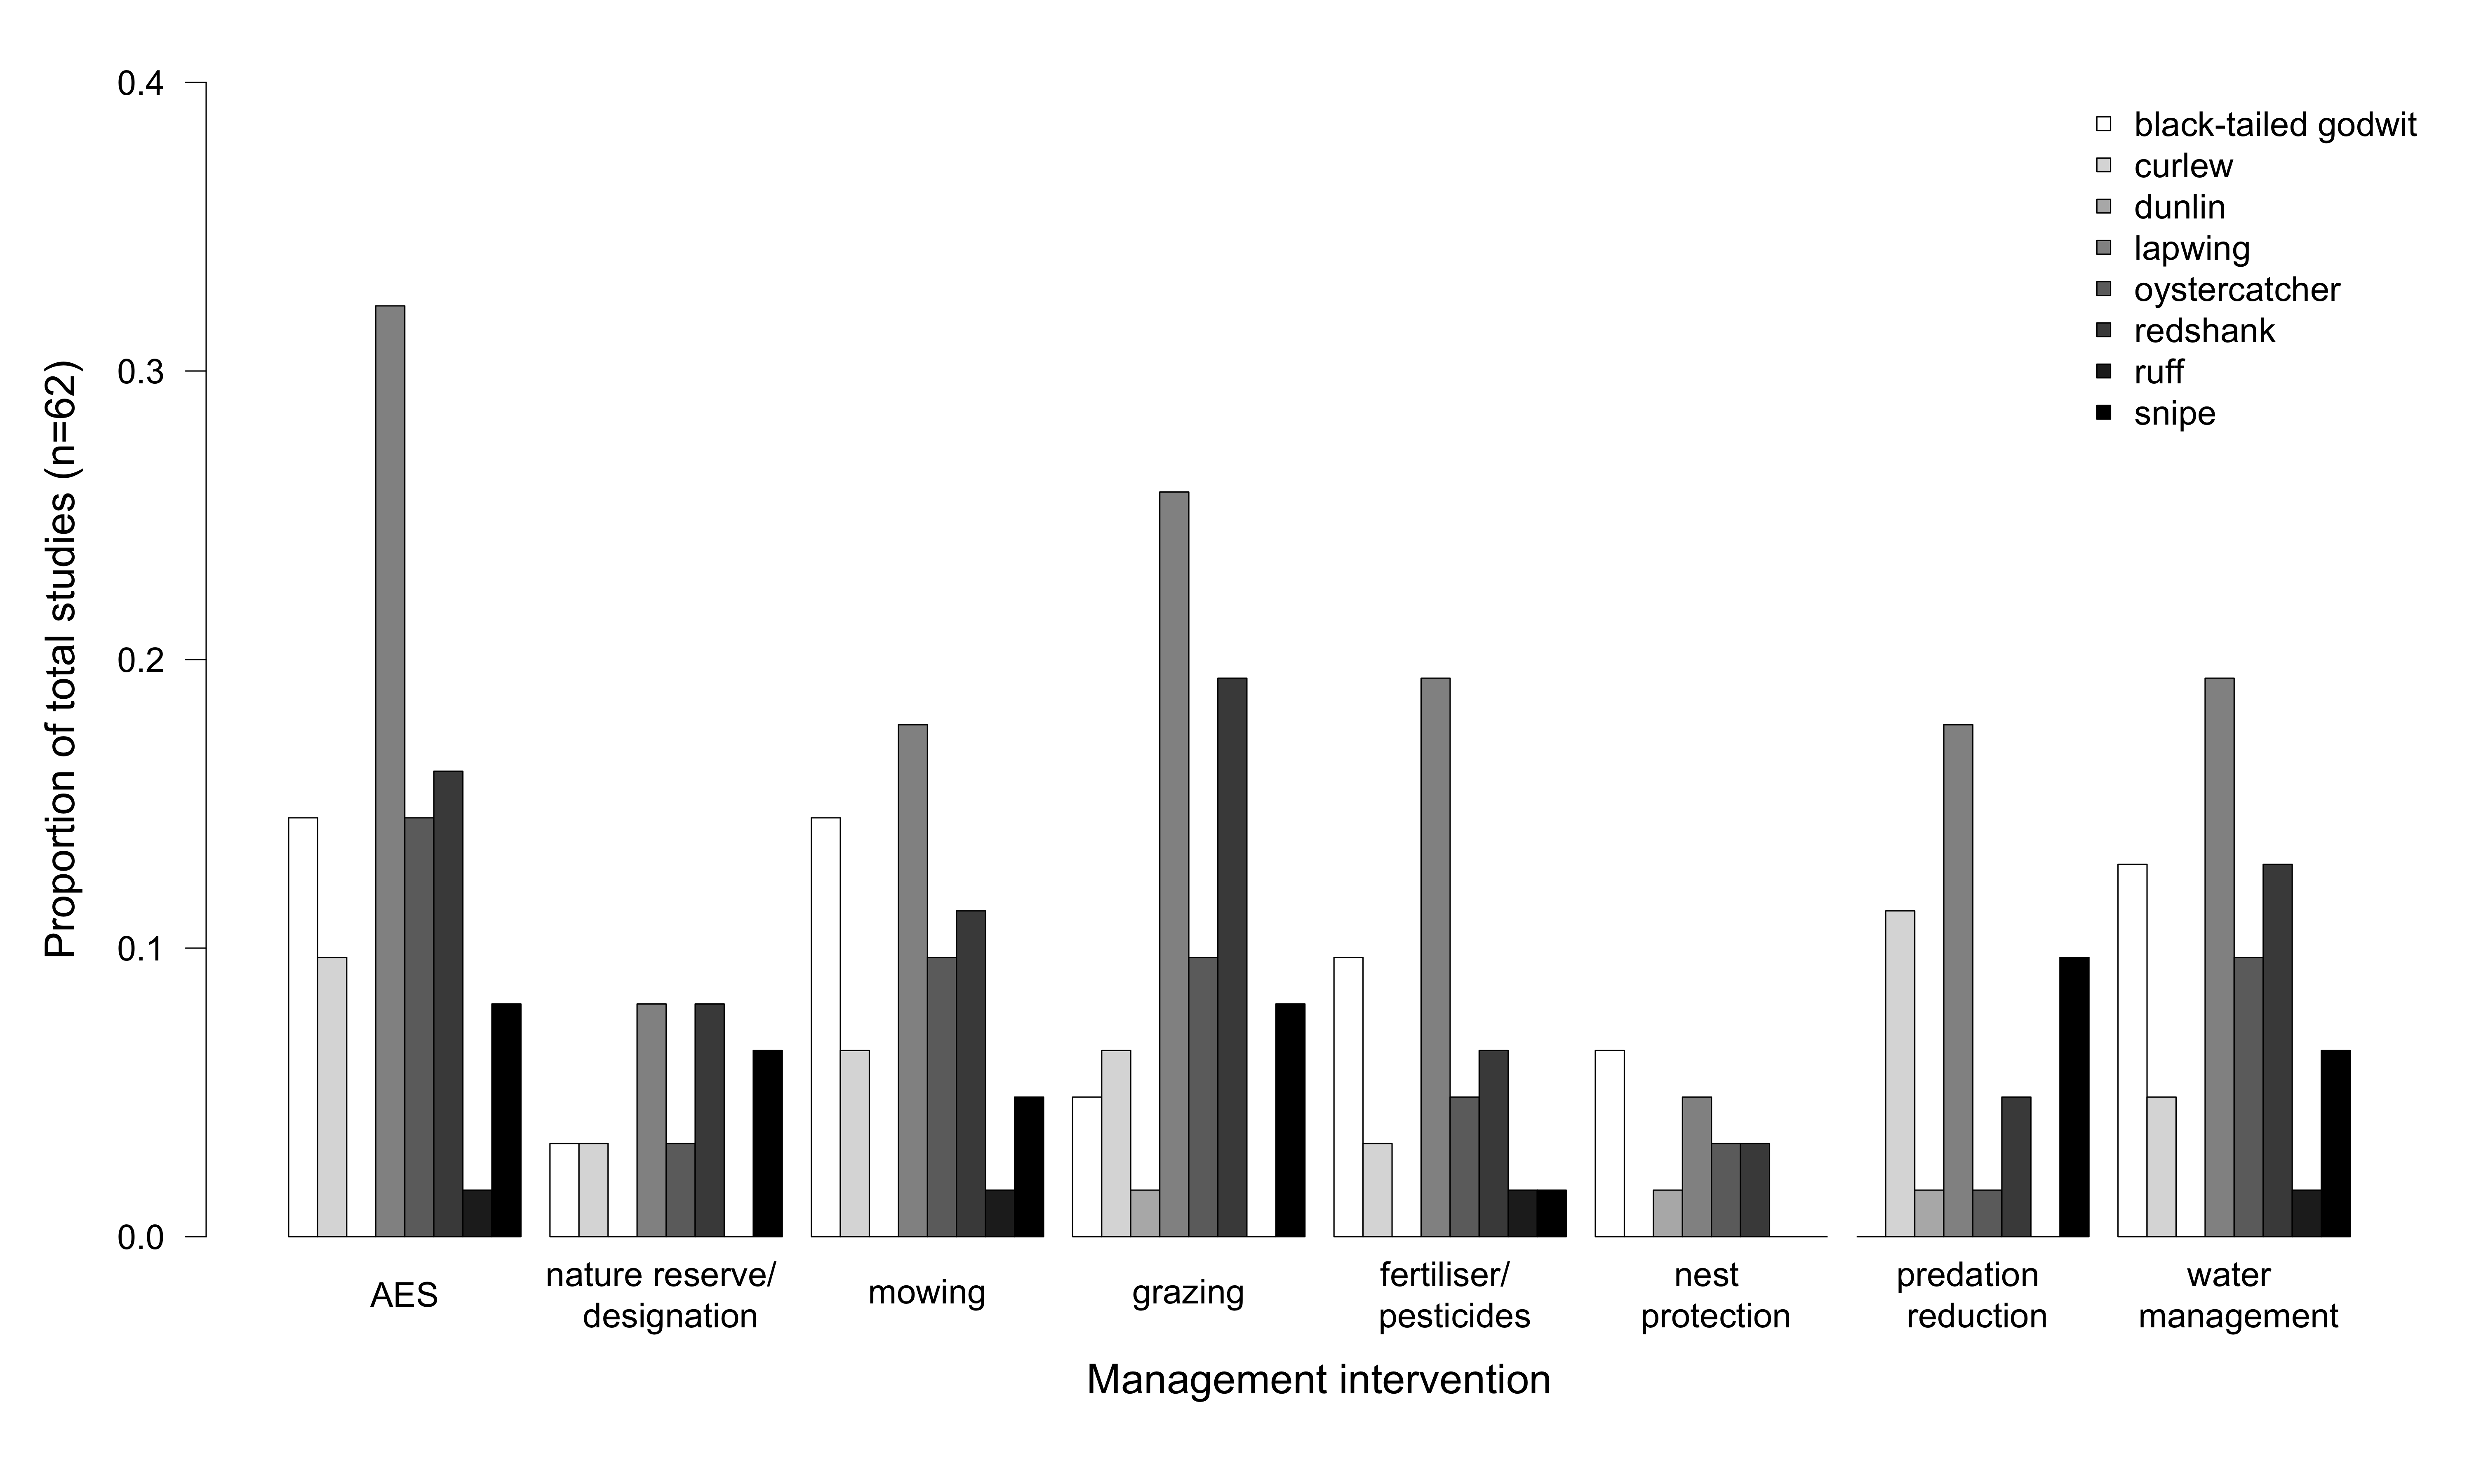 Proportion of total studies (n=62)
0.4
0.3
0.2
0.1
0.0
black-tailed godwit
curlew
dunlin
lapwing
oystercatcher
redshank
ruff
snipe
AES
nature reserve/
designation
mowing
grazing
fertiliser/
pesticides
nest
protection
predation
reduction
water
management
Management intervention